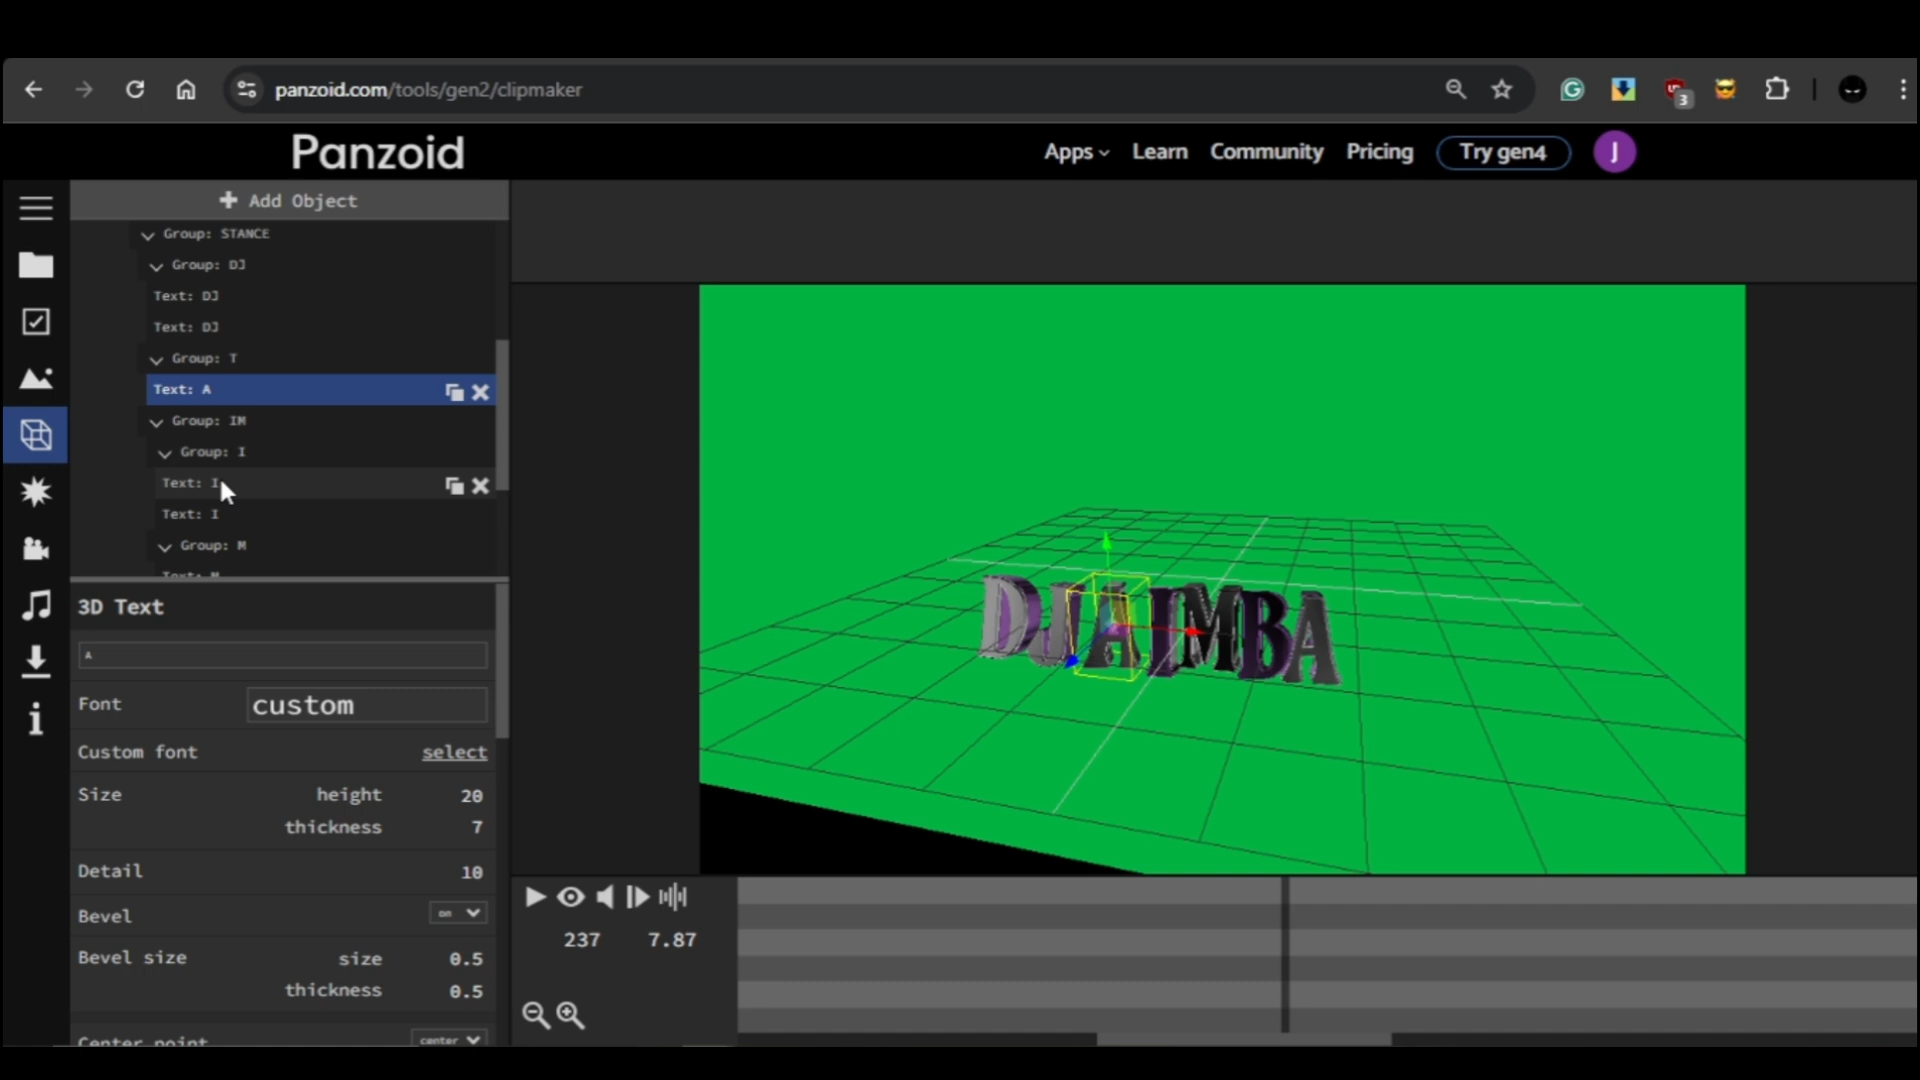 panzoid.com/tools/gen2/clipmaker
3
Panzoid
Apps
Learn
Community
Pricing
Try gen4
J
Add Object
Group: STANCE
Group: DJ
Text: DJ
Text: DJ
Group: T
Text: A
Group: IM
Group: I
Text: I
Text: I
Group: M
Text: M
3D Text
A
Font custom
Custom font select
Size height 20
thickness 7
Detail 10
Bevel on
Bevel size size 0.5
thickness 0.5
Center point center
DJAIMBA
237 7.87